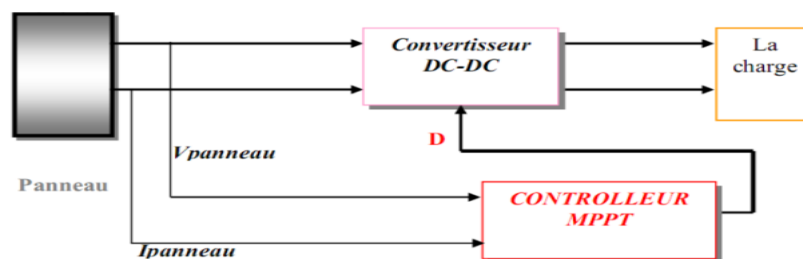 Convertisseur
DC-DC
La
charge
D
Vpanneau
Panneau
CONTROLLEUR
MPPT
Ipanneau